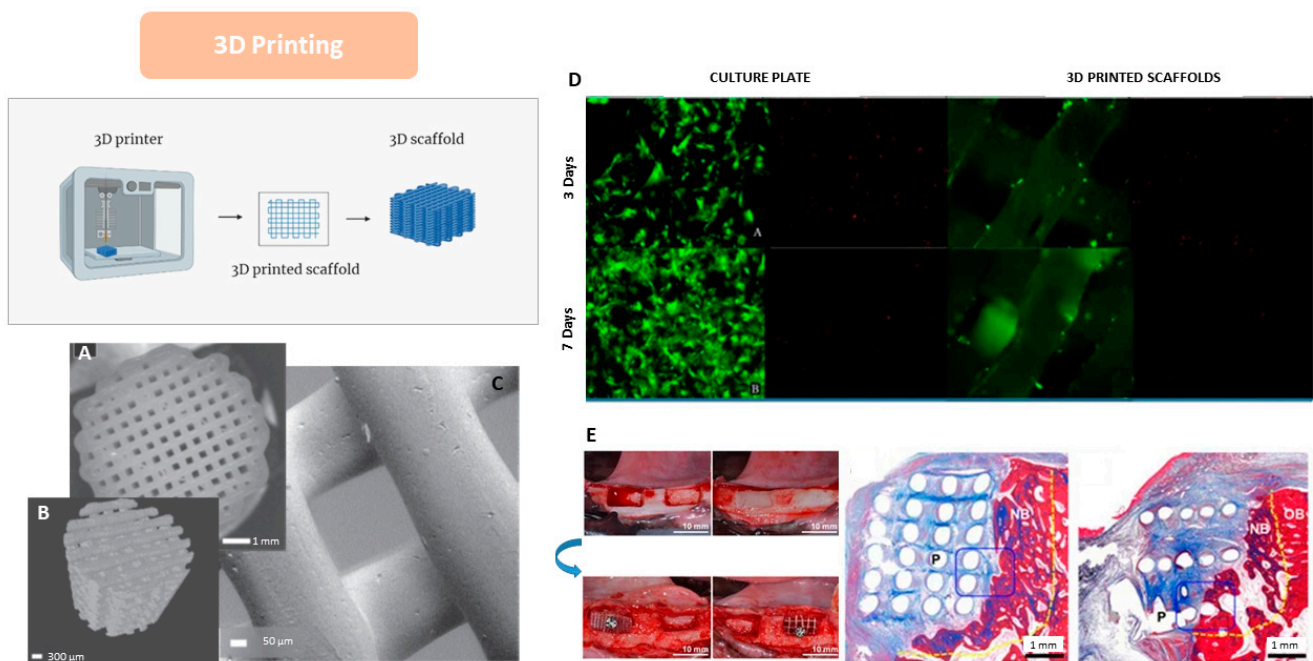 3D Printing
3D printer
3D scaffold
3D printed scaffold
A
1 mm
B
300 µm
C
50 µm
D
CULTURE PLATE
3D PRINTED SCAFFOLDS
3 Days
A
7 Days
B
E
10 mm
10 mm
10 mm
10 mm
NB
P
1 mm
NB
OB
P
1 mm